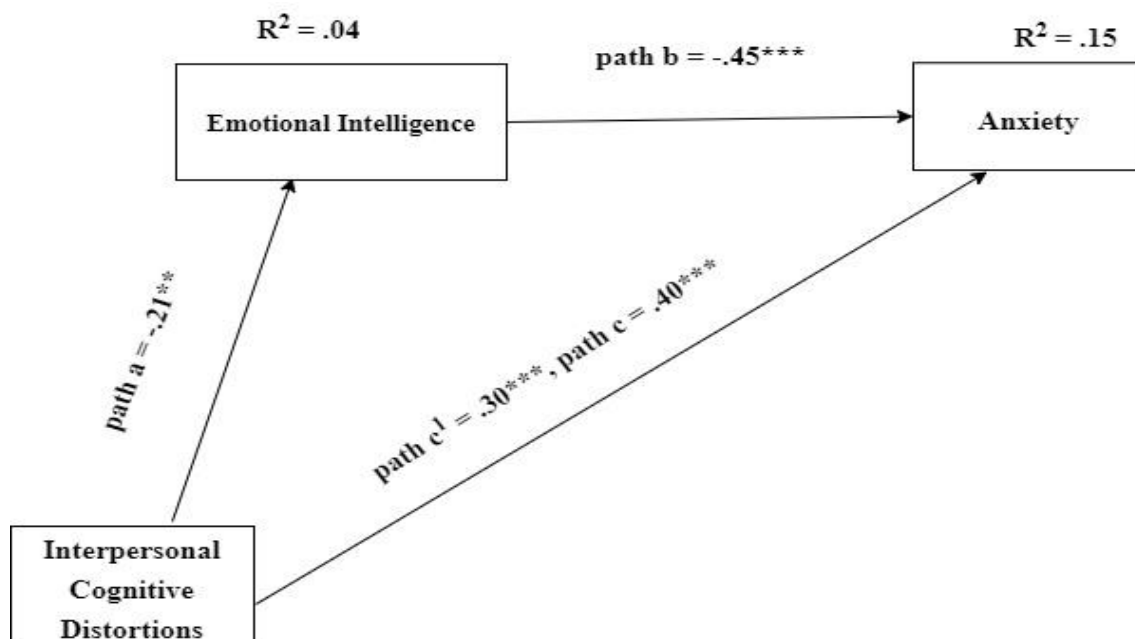 R² = .04
path b = -.45***
R² = .15
Emotional Intelligence
Anxiety
path a = -.21**
path c¹ = .30*** , path c = .40***
Interpersonal
Cognitive
Distortions